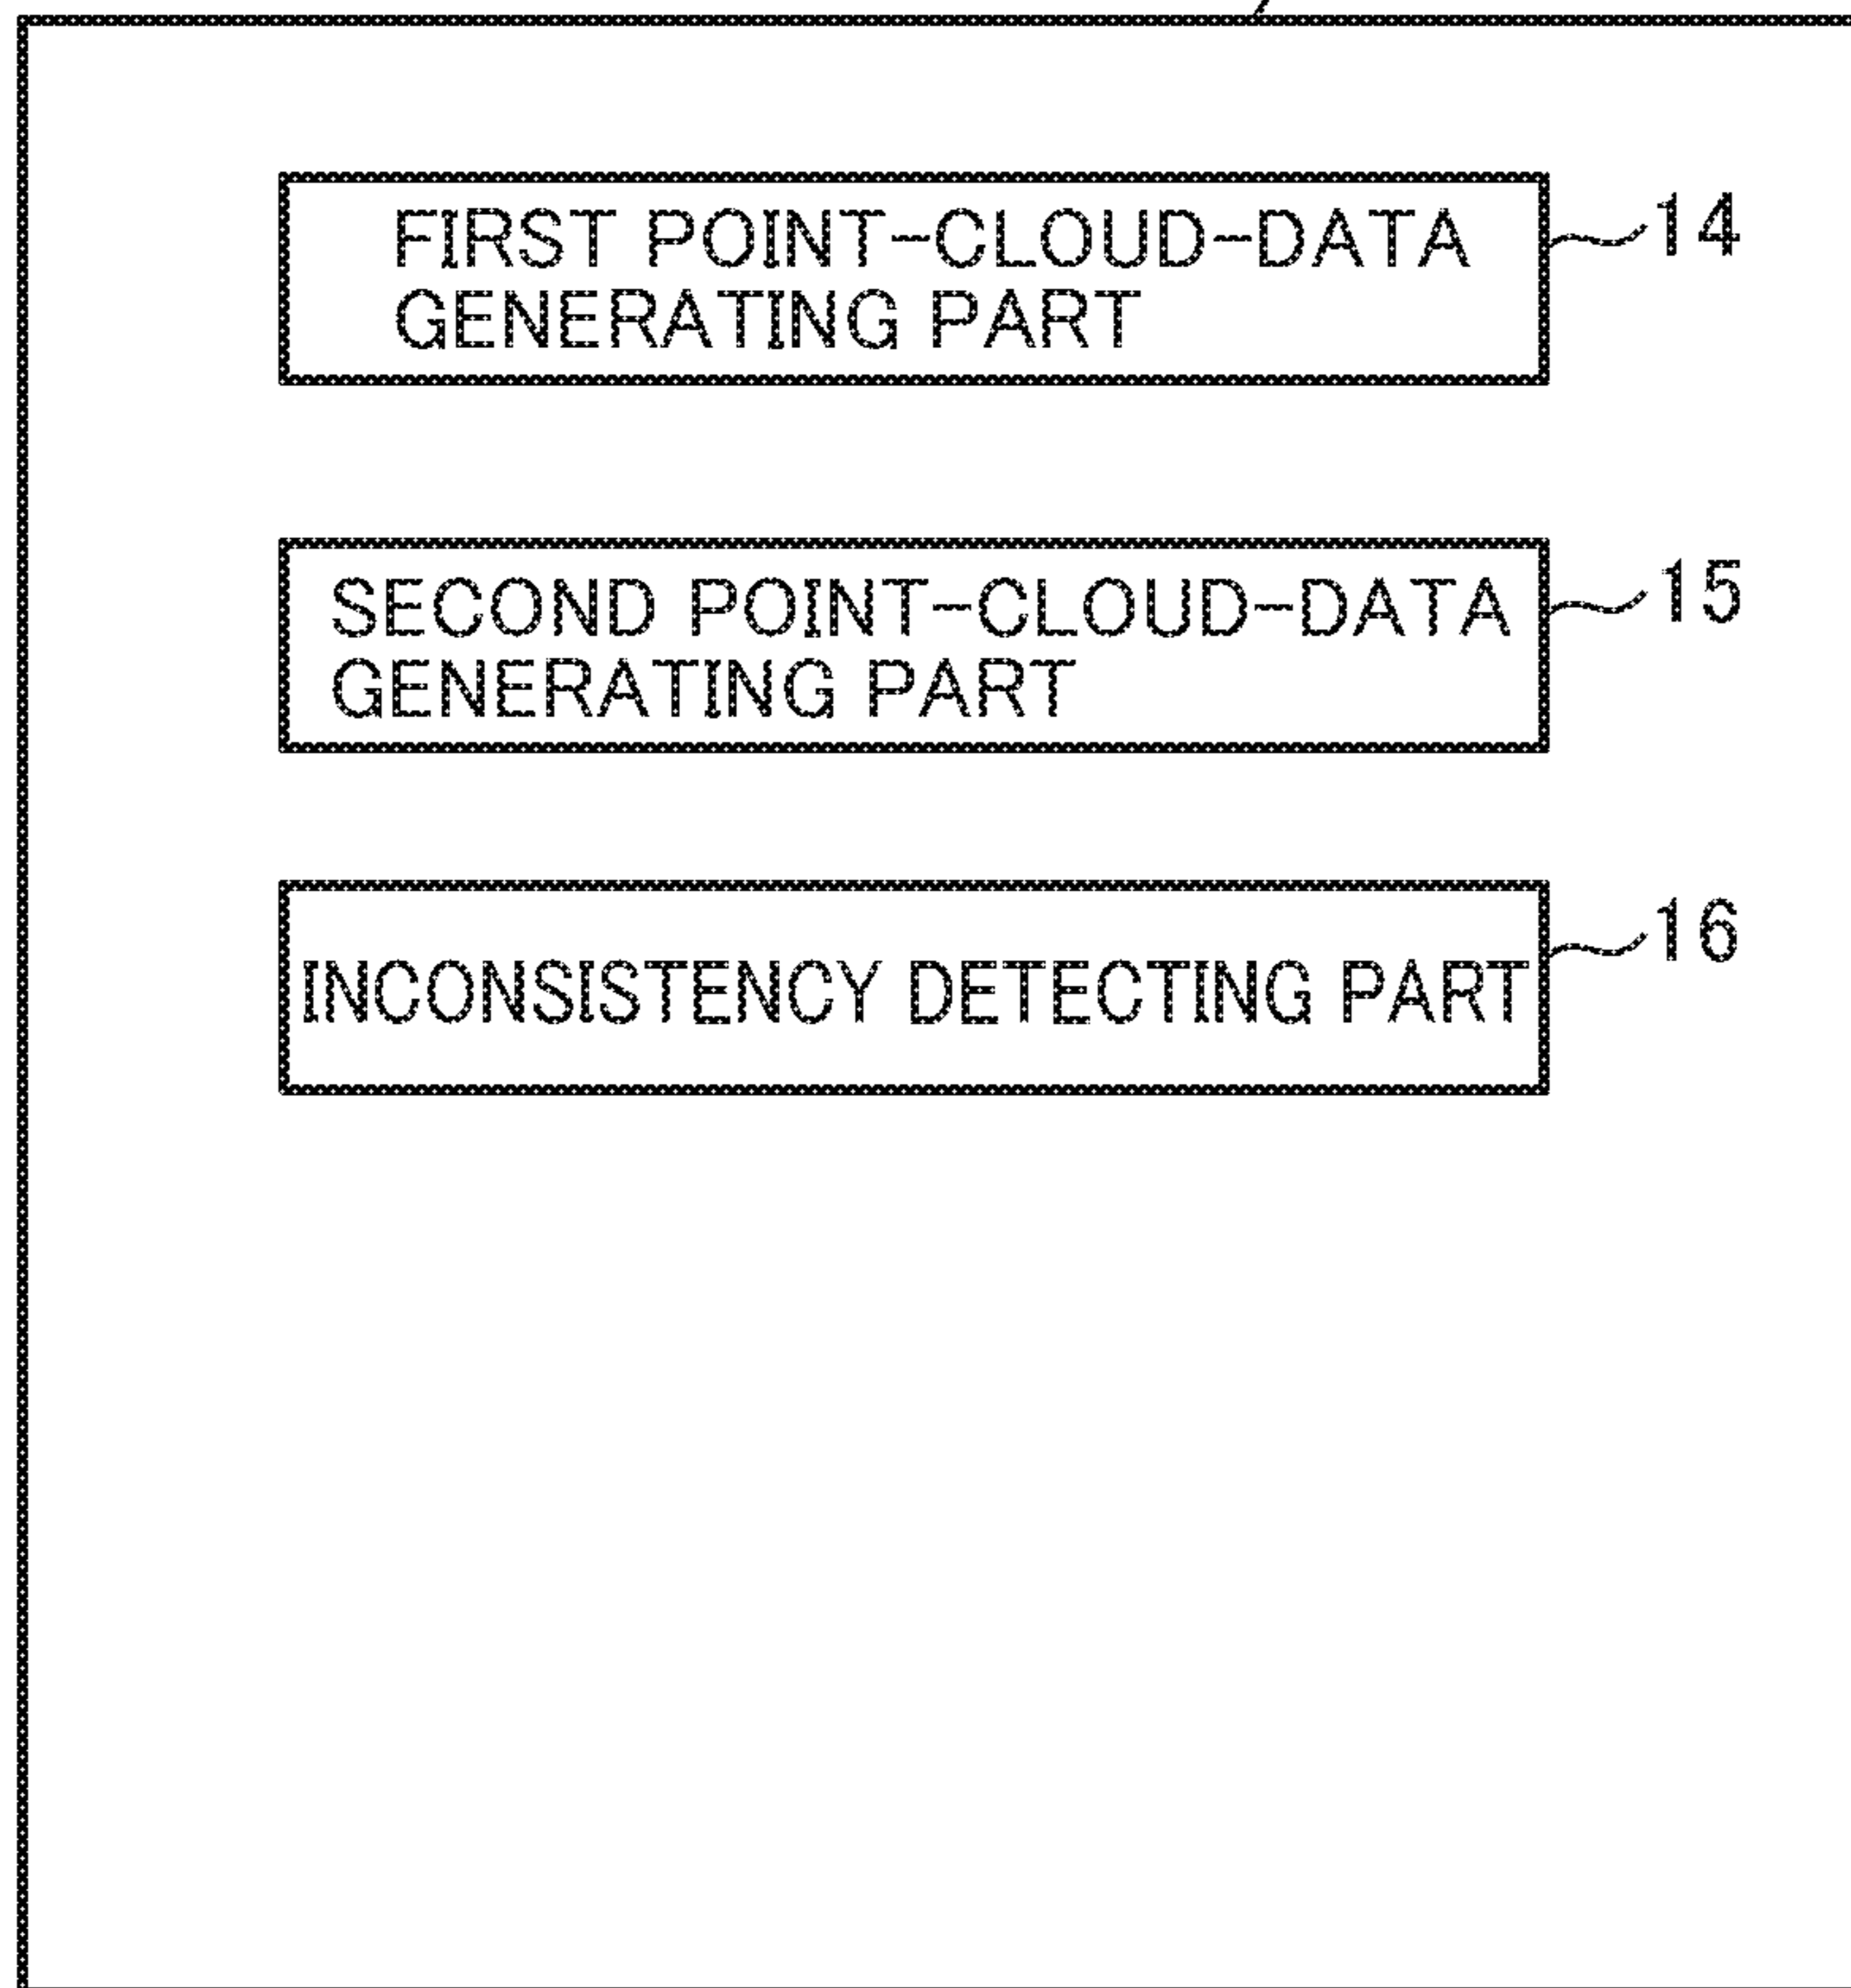 FIRST POINT-CLOUD-DATA 14
GENERATING PART
SECOND POINT-CLOUD-DATA 15
GENERATING PART
16
INCONSISTENCY DETECTING PART